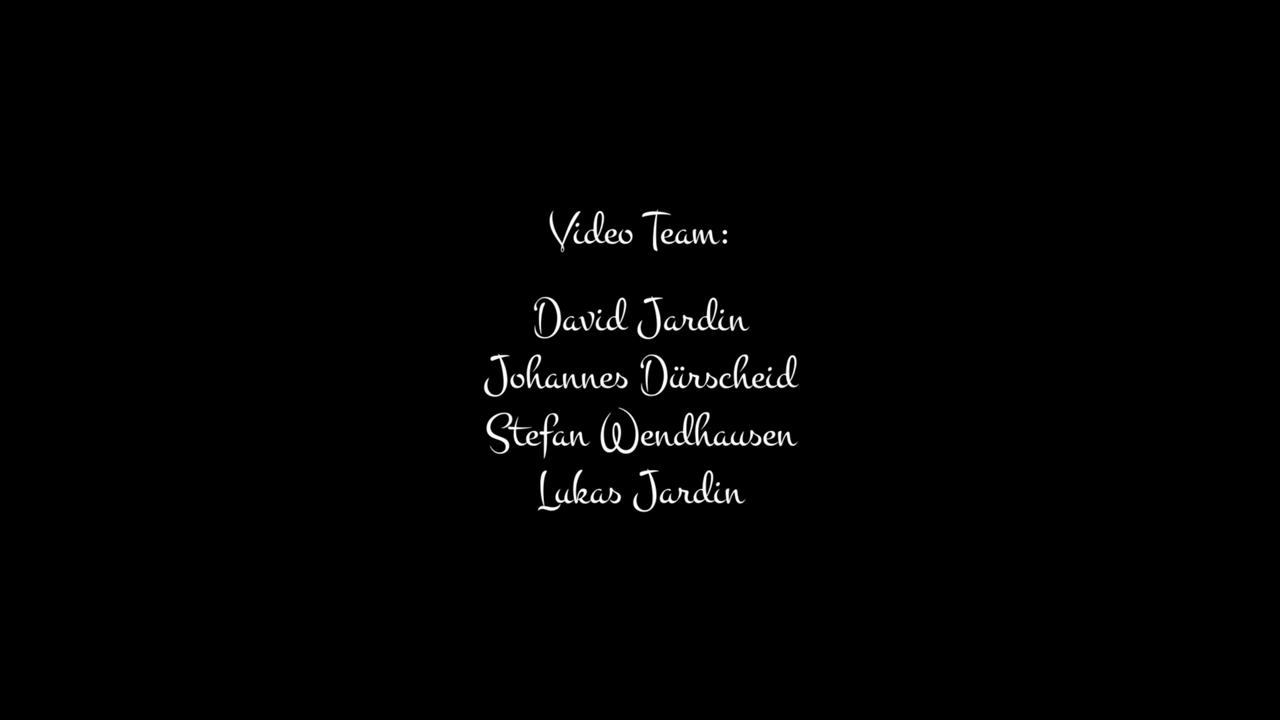 Video Team:
David Jardin
Johannes Dürscheid
Stefan Wendhausen
Lukas Jardin